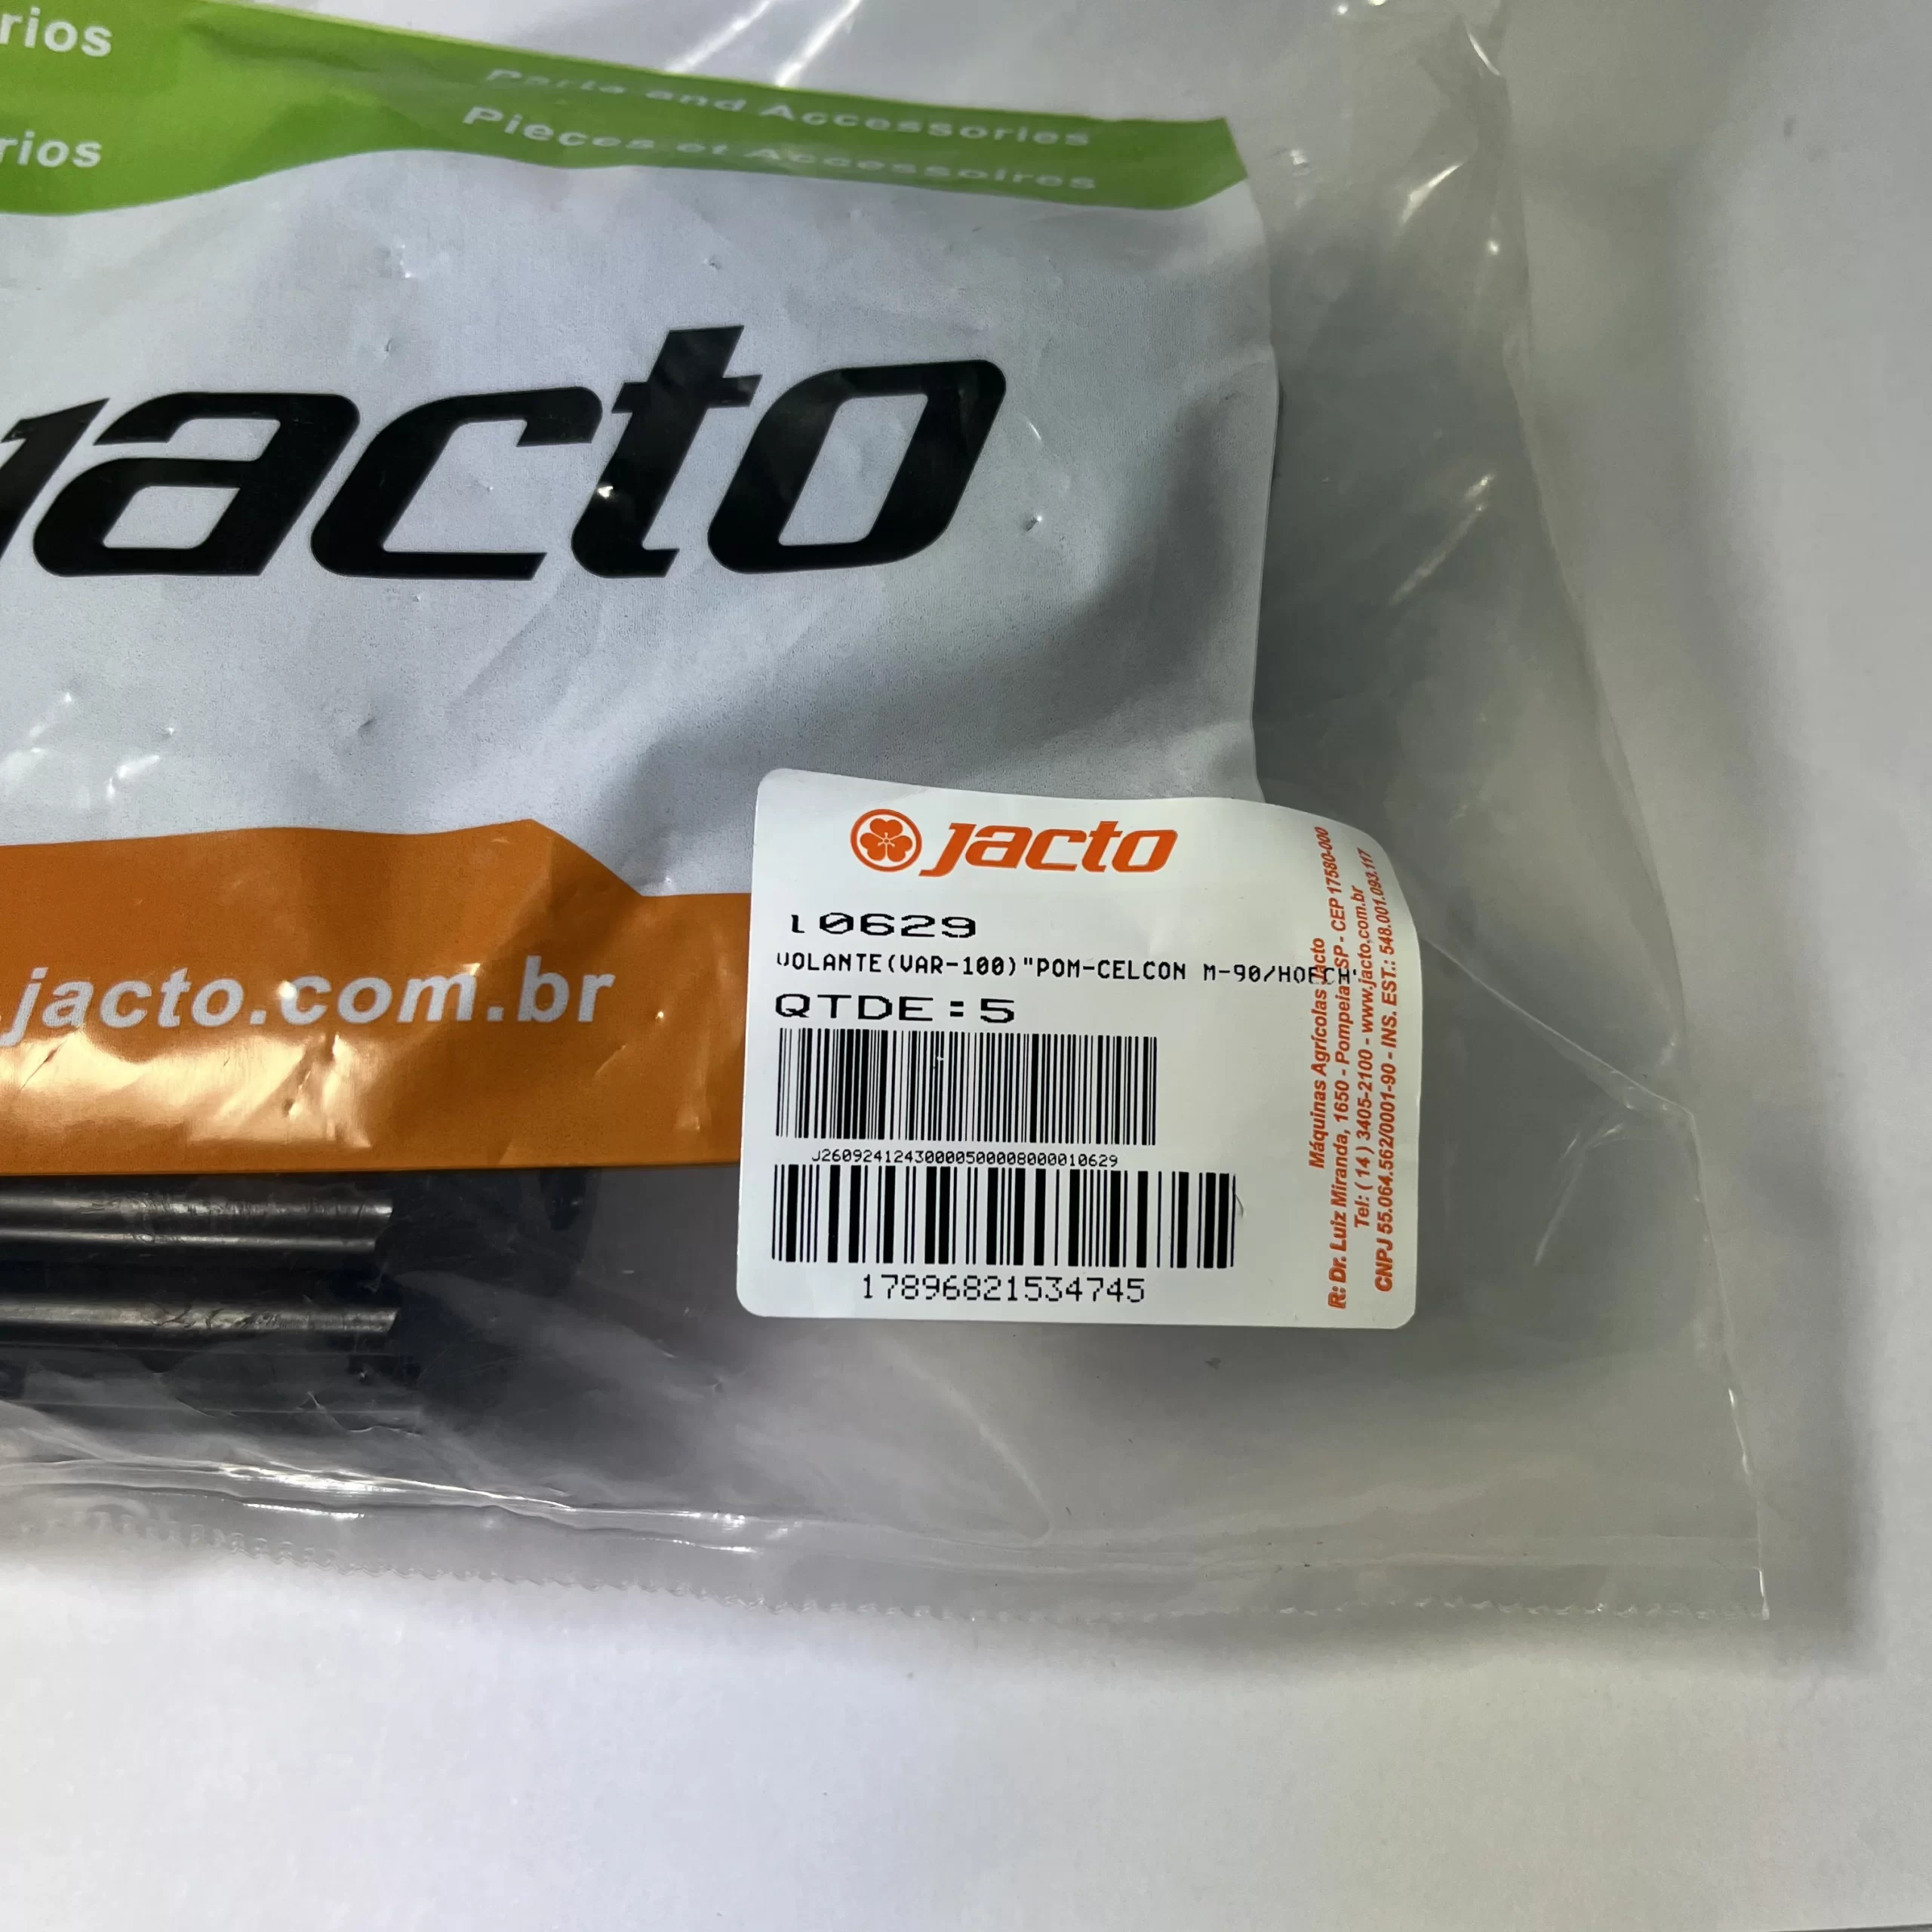 rios
rios
Parts and Accessories
Pieces et Accessoires
jacto
.jacto.com.br
jacto
10629
VOLANTE(VAR-100)"POM-CELCON M-90/HOECH"
QTDE:5
J26092412430000500008000010629
17896821534745
Máquinas Agrícolas Jacto
R: Dr. Luiz Miranda, 1650 - Pompeia - SP - CEP 17580-000
Tel: ( 14 ) 3405-2100 - www.jacto.com.br
CNPJ 55.064.562/0001-90 - INS. EST.: 548.001.093.117